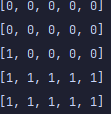 [0, 0, 0, 0, 0]
[0, 0, 0, 0, 0]
[1, 0, 0, 0, 0]
[1, 1, 1, 1, 1]
[1, 1, 1, 1, 1]